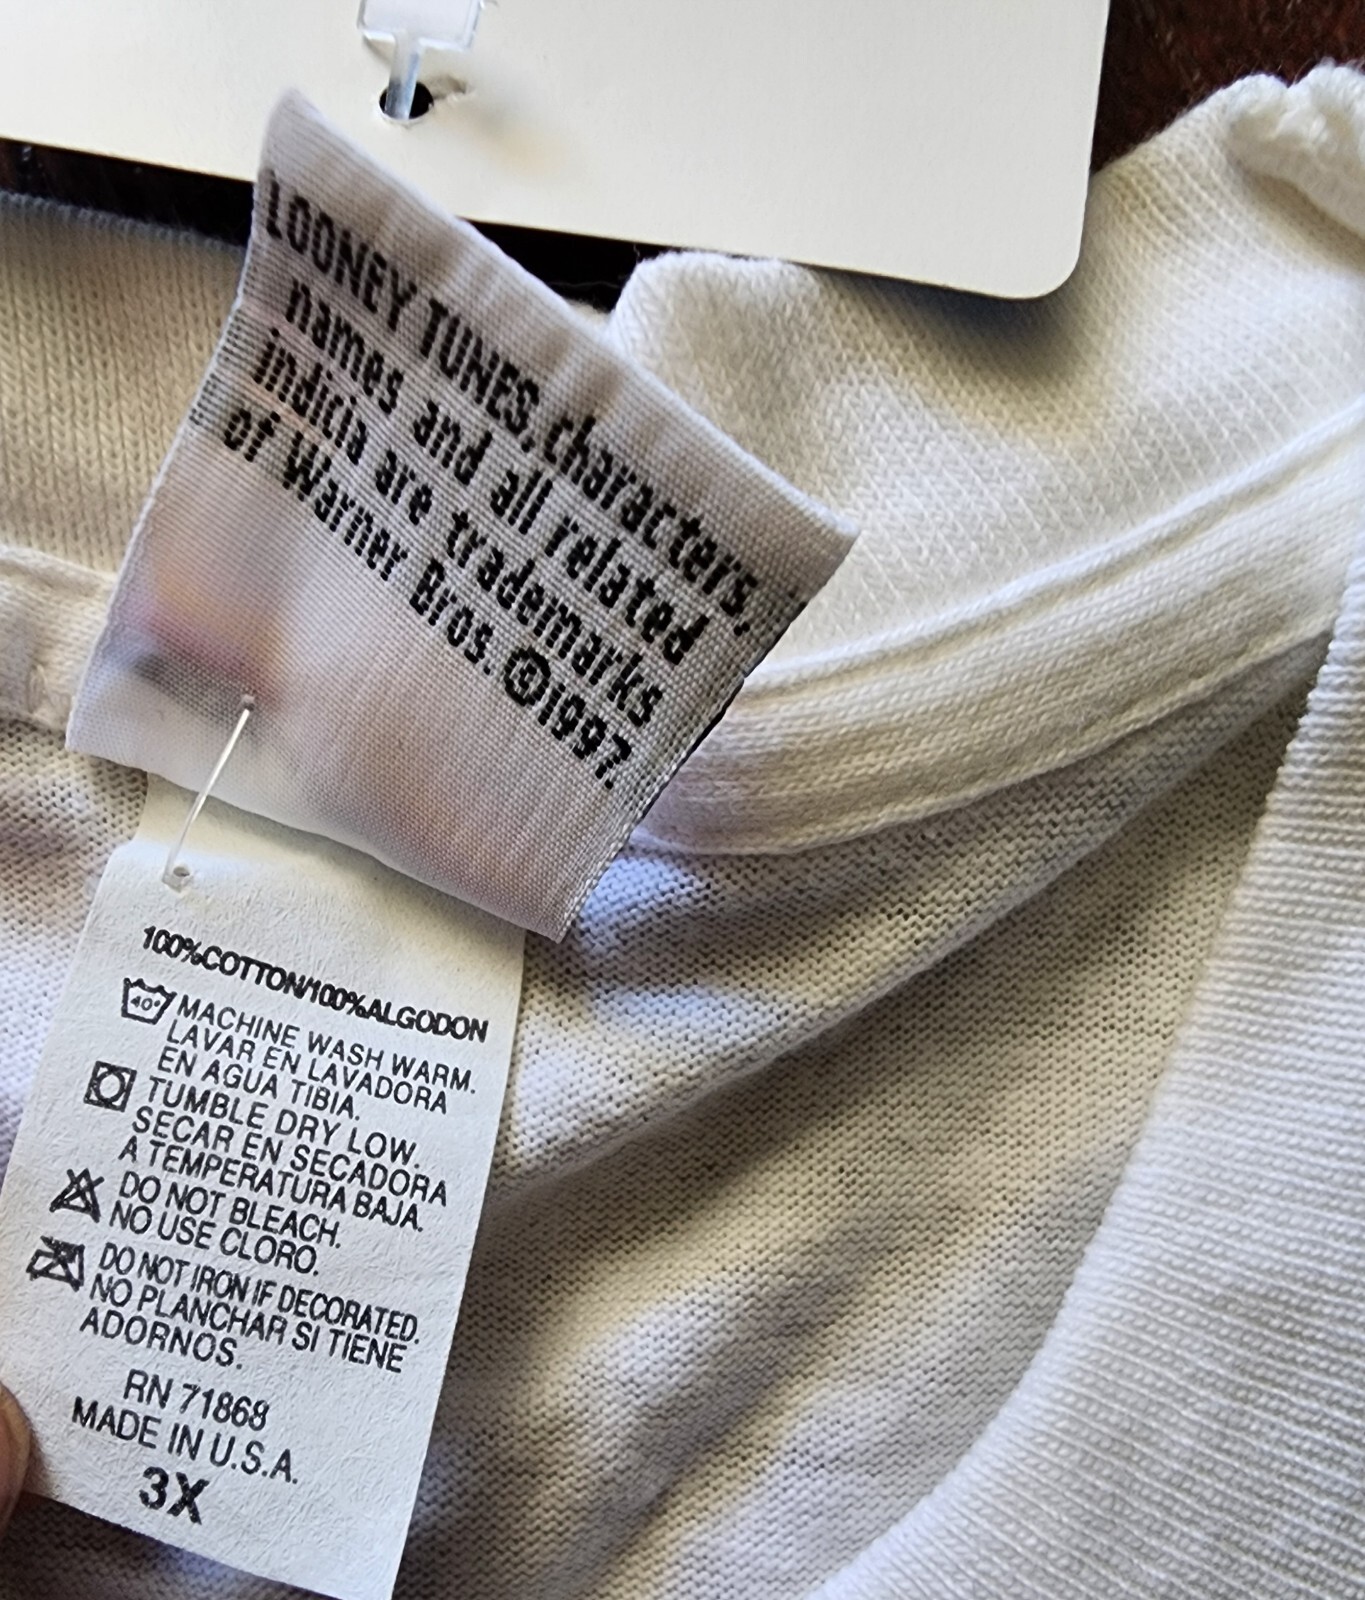 LOONEY TUNES, characters,
names and all related
indicia are trademarks
of Warner Bros. ©1997.
100%COTTON/100%ALGODON
40°
MACHINE WASH WARM.
LAVAR EN LAVADORA
EN AGUA TIBIA.
TUMBLE DRY LOW.
SECAR EN SECADORA
A TEMPERATURA BAJA.
DO NOT BLEACH.
NO USE CLORO.
DO NOT IRON IF DECORATED.
NO PLANCHAR SI TIENE
ADORNOS.
RN 71868
MADE IN U.S.A.
3X